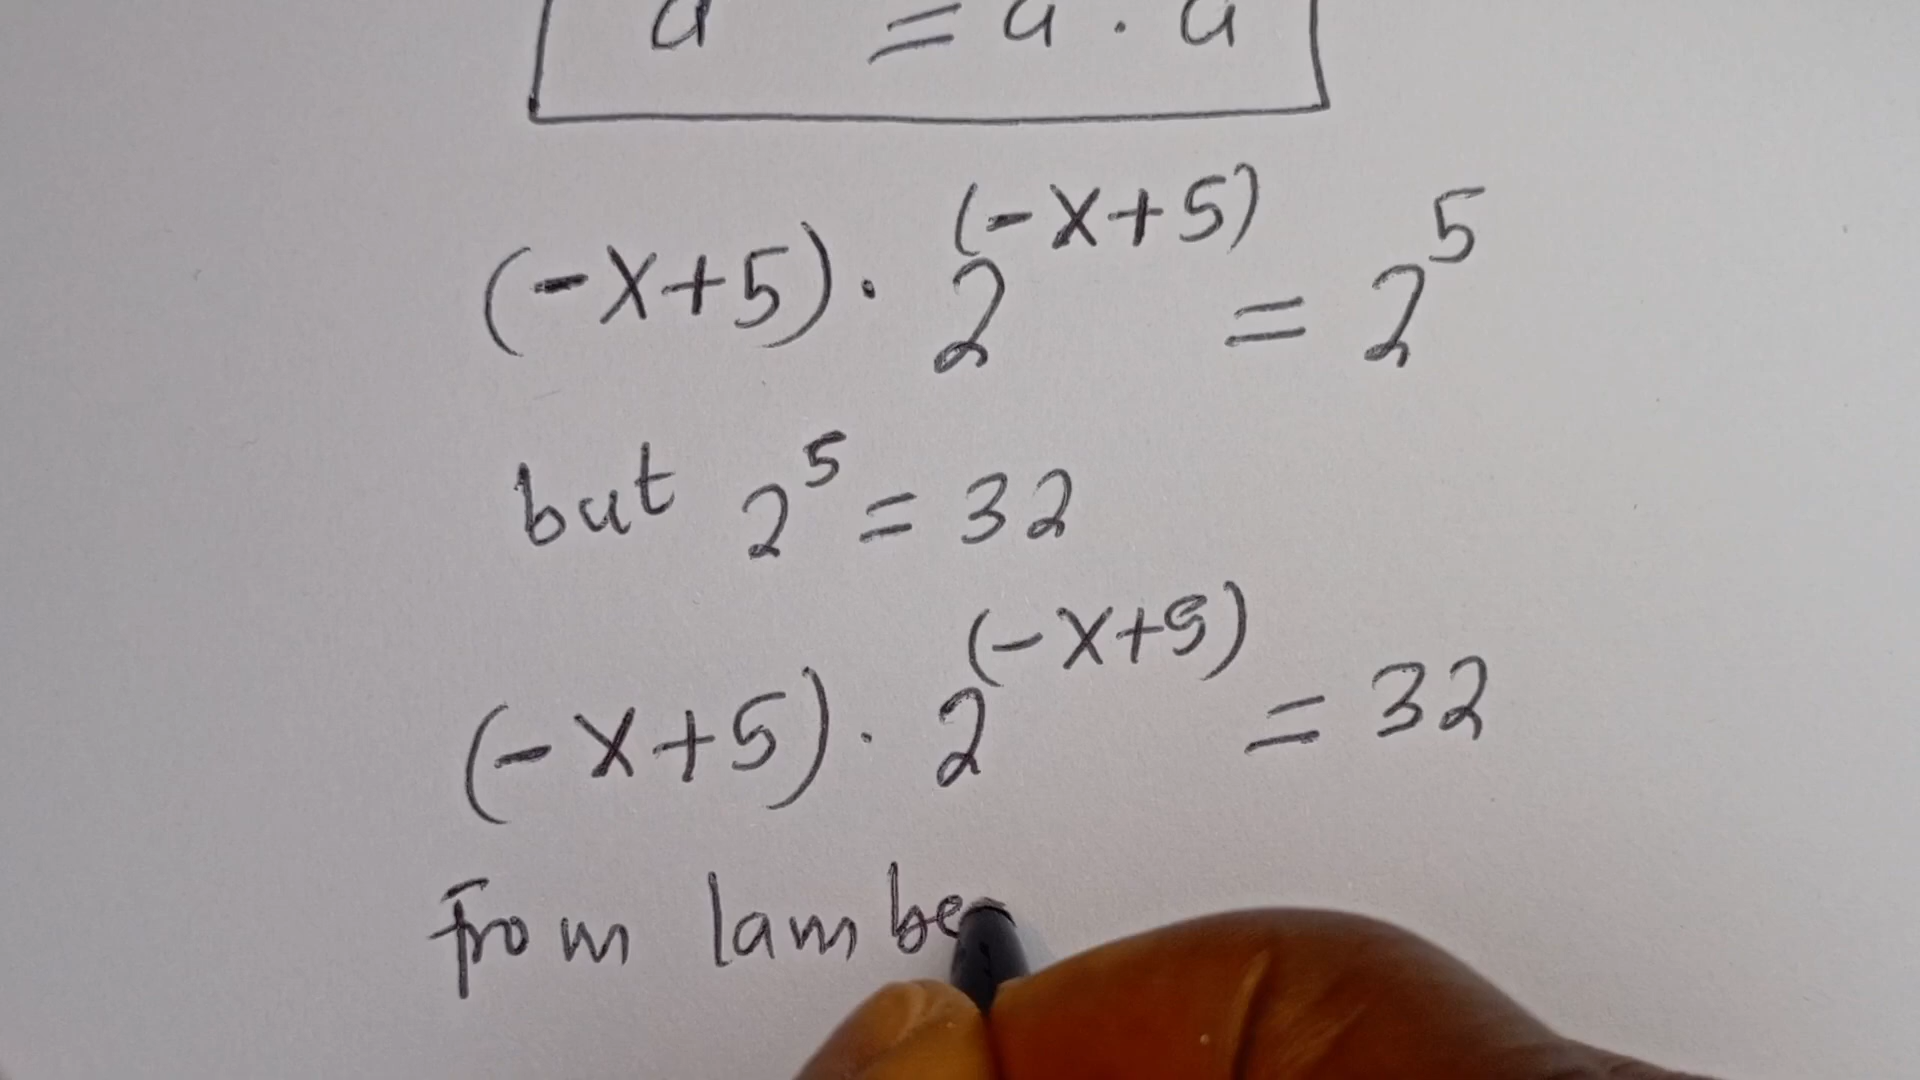 a = a . a
(-x+5) . 2^(-x+5) = 2^5
but 2^5 = 32
(-x+5) . 2^(-x+5) = 32
From lambe